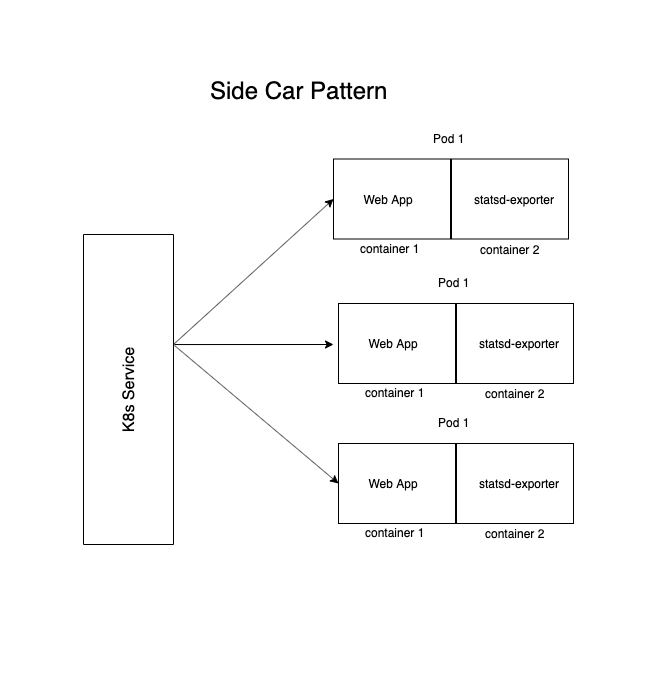 Side Car Pattern
Pod 1
Web App
statsd-exporter
container 1
container 2
Pod 1
K8s Service
Web App
statsd-exporter
container 1
container 2
Pod 1
Web App
statsd-exporter
container 1
container 2